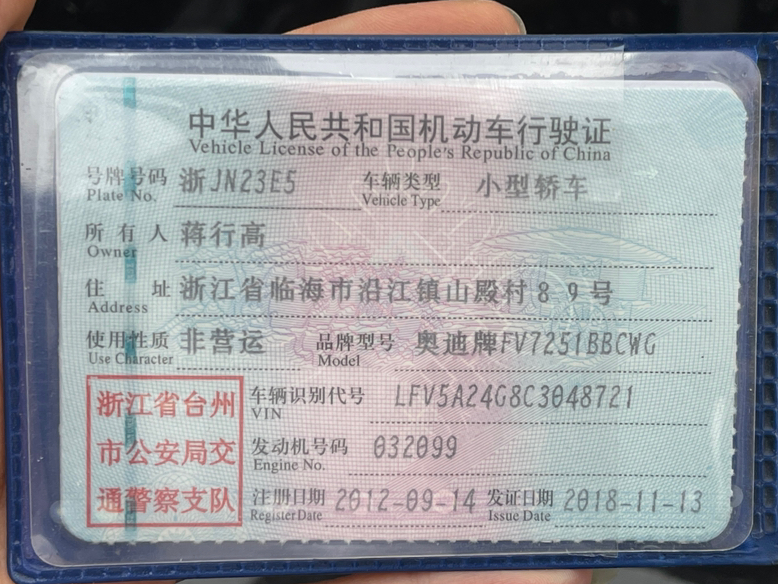 中华人民共和国机动车行驶证
Vehicle License of the People's Republic of China
号牌号码 浙JN23E5 车辆类型 小型轿车
Plate No. Vehicle Type
所有人 蒋行高
Owner
住址 浙江省临海市沿江镇山殿村89号
Address
使用性质 非营运 品牌型号 奥迪牌FV7251BBCWG
Use Character Model
浙江省台州
市公安局交
通警察支队
车辆识别代号 LFV5A24G8C3048721
VIN
发动机号码 032099
Engine No.
注册日期 2012-09-14 发证日期 2018-11-13
Register Date Issue Date